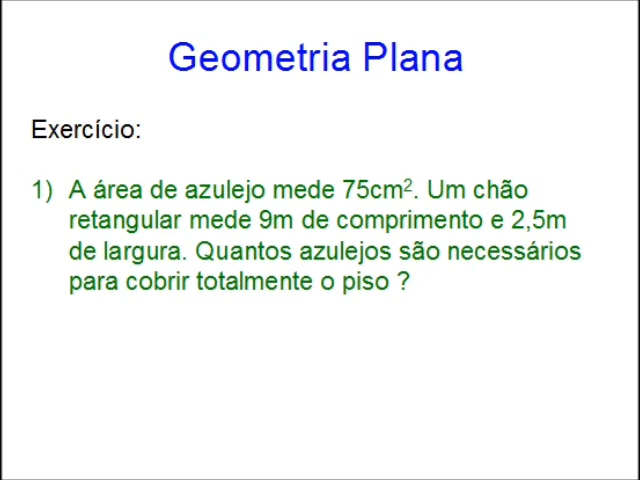 Geometria Plana
Exercício:
1) A área de azulejo mede 75cm². Um chão
retangular mede 9m de comprimento e 2,5m
de largura. Quantos azulejos são necessários
para cobrir totalmente o piso ?